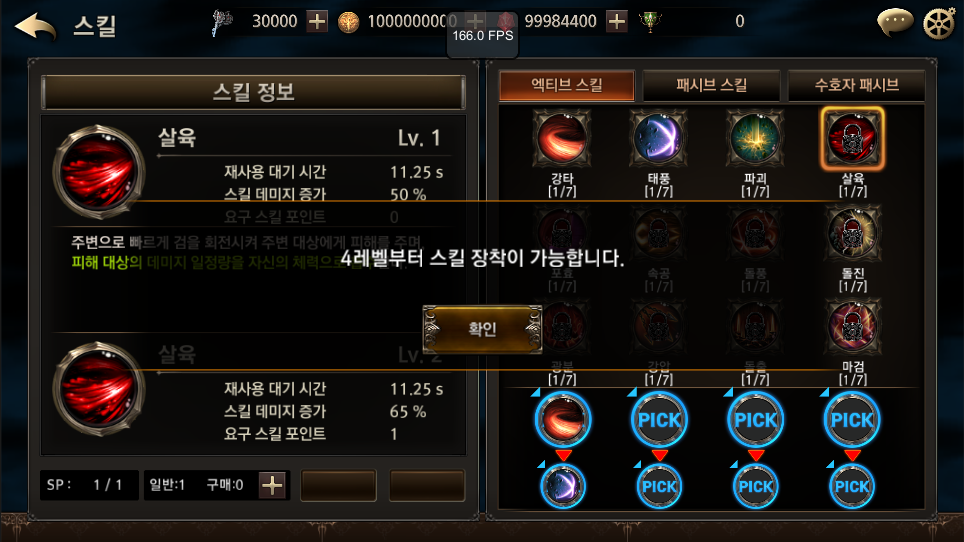 스킬
30000
1000000000
99984400
0
166.0 FPS
스킬 정보
살육 Lv. 1
재사용 대기 시간 11.25 s
스킬 데미지 증가 50 %
요구 스킬 포인트 0
주변으로 빠르게 검을 회전시켜 주변 대상에게 피해를 주며,
피해 대상의 데미지 일정량을 자신의 체력으로
4레벨부터 스킬 장착이 가능합니다.
확인
살육 Lv. 2
재사용 대기 시간 11.25 s
스킬 데미지 증가 65 %
요구 스킬 포인트 1
SP : 1 / 1 일반:1 구매:0
엑티브 스킬 패시브 스킬 수호자 패시브
강타 태풍 파괴 살육
[1/7] [1/7] [1/7] [1/7]
포효 속공 돌풍 돌진
[1/7] [1/7] [1/7] [1/7]
광분 강압 돌출 마검
[1/7] [1/7] [1/7] [1/7]
PICK PICK PICK
PICK PICK PICK